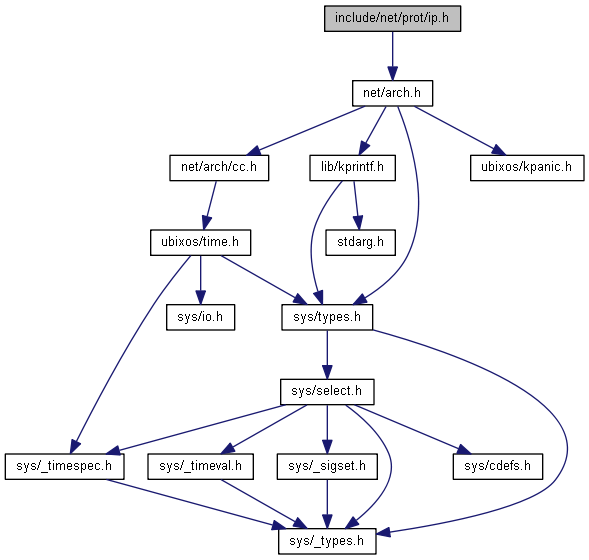 include/net/prot/ip.h
net/arch.h
net/arch/cc.h
lib/kprintf.h
ubixos/kpanic.h
ubixos/time.h
stdarg.h
sys/io.h
sys/types.h
sys/select.h
sys/_timespec.h
sys/_timeval.h
sys/_sigset.h
sys/cdefs.h
sys/_types.h